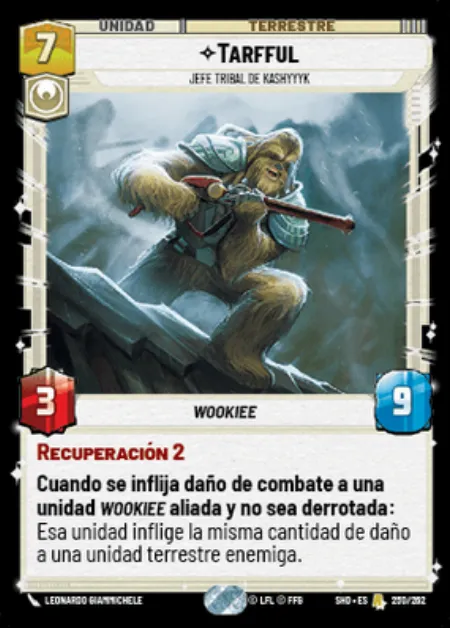 UNIDAD TERRESTRE
7
TARFFUL
JEFE TRIBAL DE KASHYYYK
3
WOOKIEE
9
RECUPERACIÓN 2
Cuando se inflija daño de combate a una
unidad WOOKIEE aliada y no sea derrotada:
Esa unidad inflige la misma cantidad de daño
a una unidad terrestre enemiga.
LEONARDO GIAMMICHELE © LFL © FFG SHD • ES 250/262